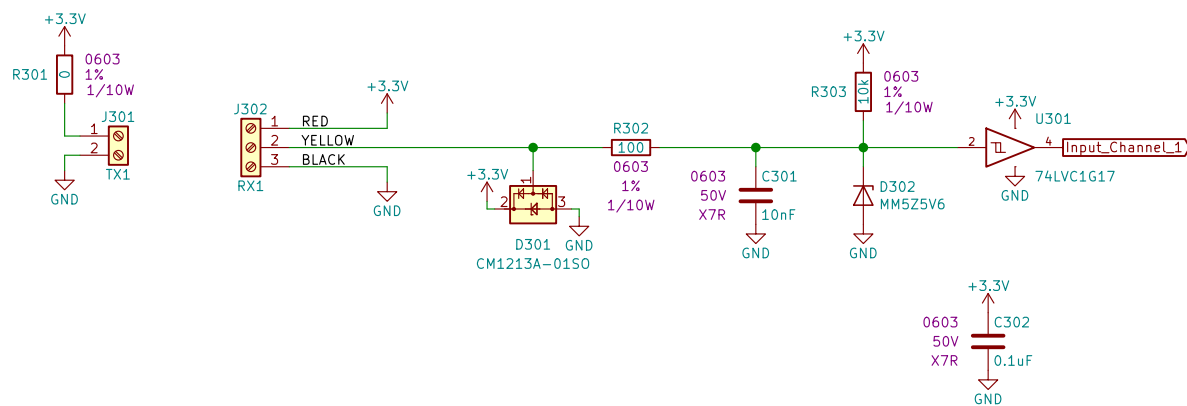 +3.3V
R301
0
0603
1%
1/10W
J301
1
2
TX1
GND
J302
1
2
3
RX1
RED
YELLOW
BLACK
+3.3V
GND
+3.3V
1
2
3
D301
CM1213A-01SO
GND
R302
100
0603
1%
1/10W
0603
50V
X7R
C301
10nF
GND
+3.3V
R303
10k
0603
1%
1/10W
D302
MM5Z5V6
GND
+3.3V
U301
2
4
74LVC1G17
GND
Input_Channel_1
+3.3V
0603
50V
X7R
C302
0.1uF
GND